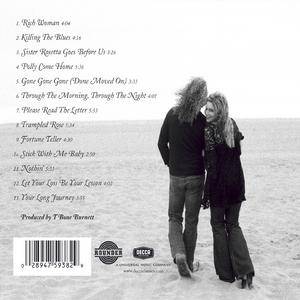 1. Rich Woman 4:04
2. Killing The Blues 4:16
3. Sister Rosetta Goes Before Us 3:26
4. Polly Come Home 5:36
5. Gone Gone Gone (Done Moved On) 3:33
6. Through The Morning, Through The Night 4:01
7. Please Read The Letter 5:53
8. Trampled Rose 5:34
9. Fortune Teller 4:30
10. Stick With Me Baby 2:50
11. Nothin' 5:33
12. Let Your Loss Be Your Lesson 4:02
13. Your Long Journey 3:55
Produced by T Bone Burnett
ROUNDER
DECCA
0 28947 59382 8